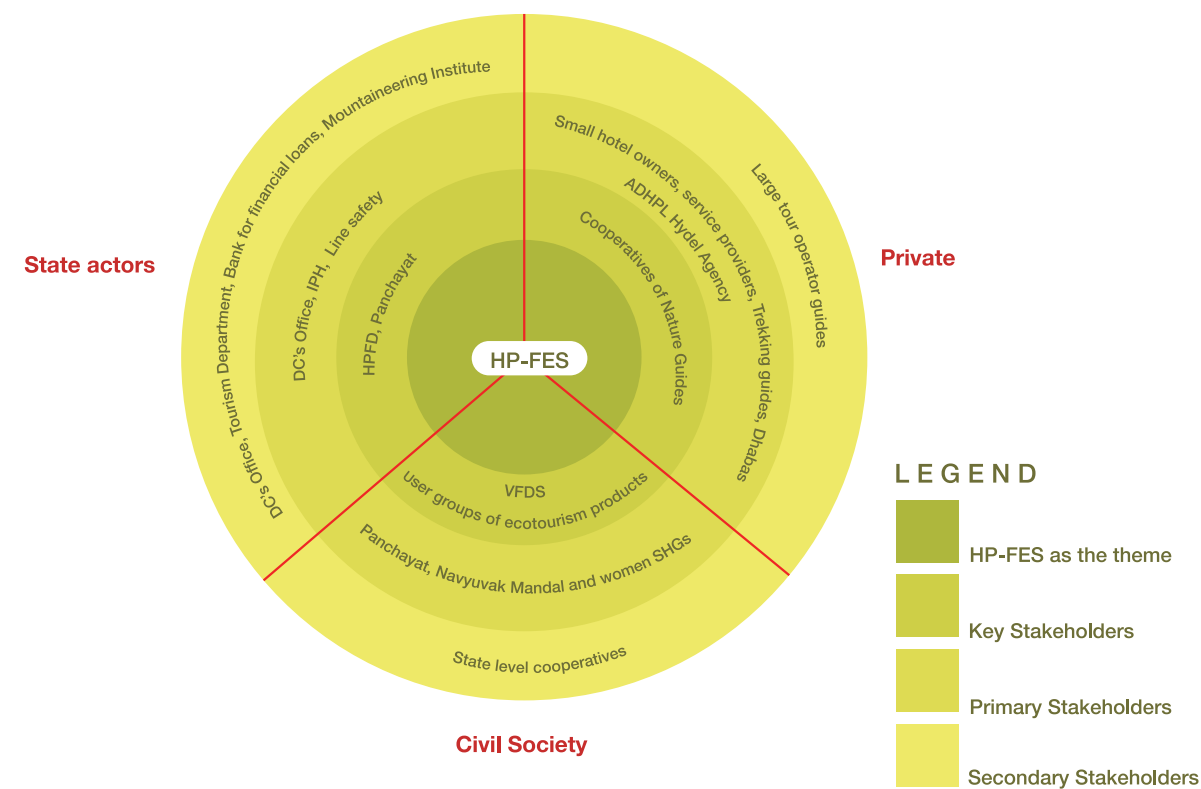 DC's Office, Tourism Department, Bank for financial loans, Mountaineering Institute
DC's Office, IPH, Line safety
HPFD, Panchayat
State actors
Small hotel owners, service providers, Trekking guides, Dhabas
ADHPL Hydel Agency
Cooperatives of Nature Guides
Large tour operator guides
Private
HP-FES
VFDS
User groups of ecotourism products
Panchayat, Navyuvak Mandal and women SHGs
State level cooperatives
Civil Society
LEGEND
HP-FES as the theme
Key Stakeholders
Primary Stakeholders
Secondary Stakeholders